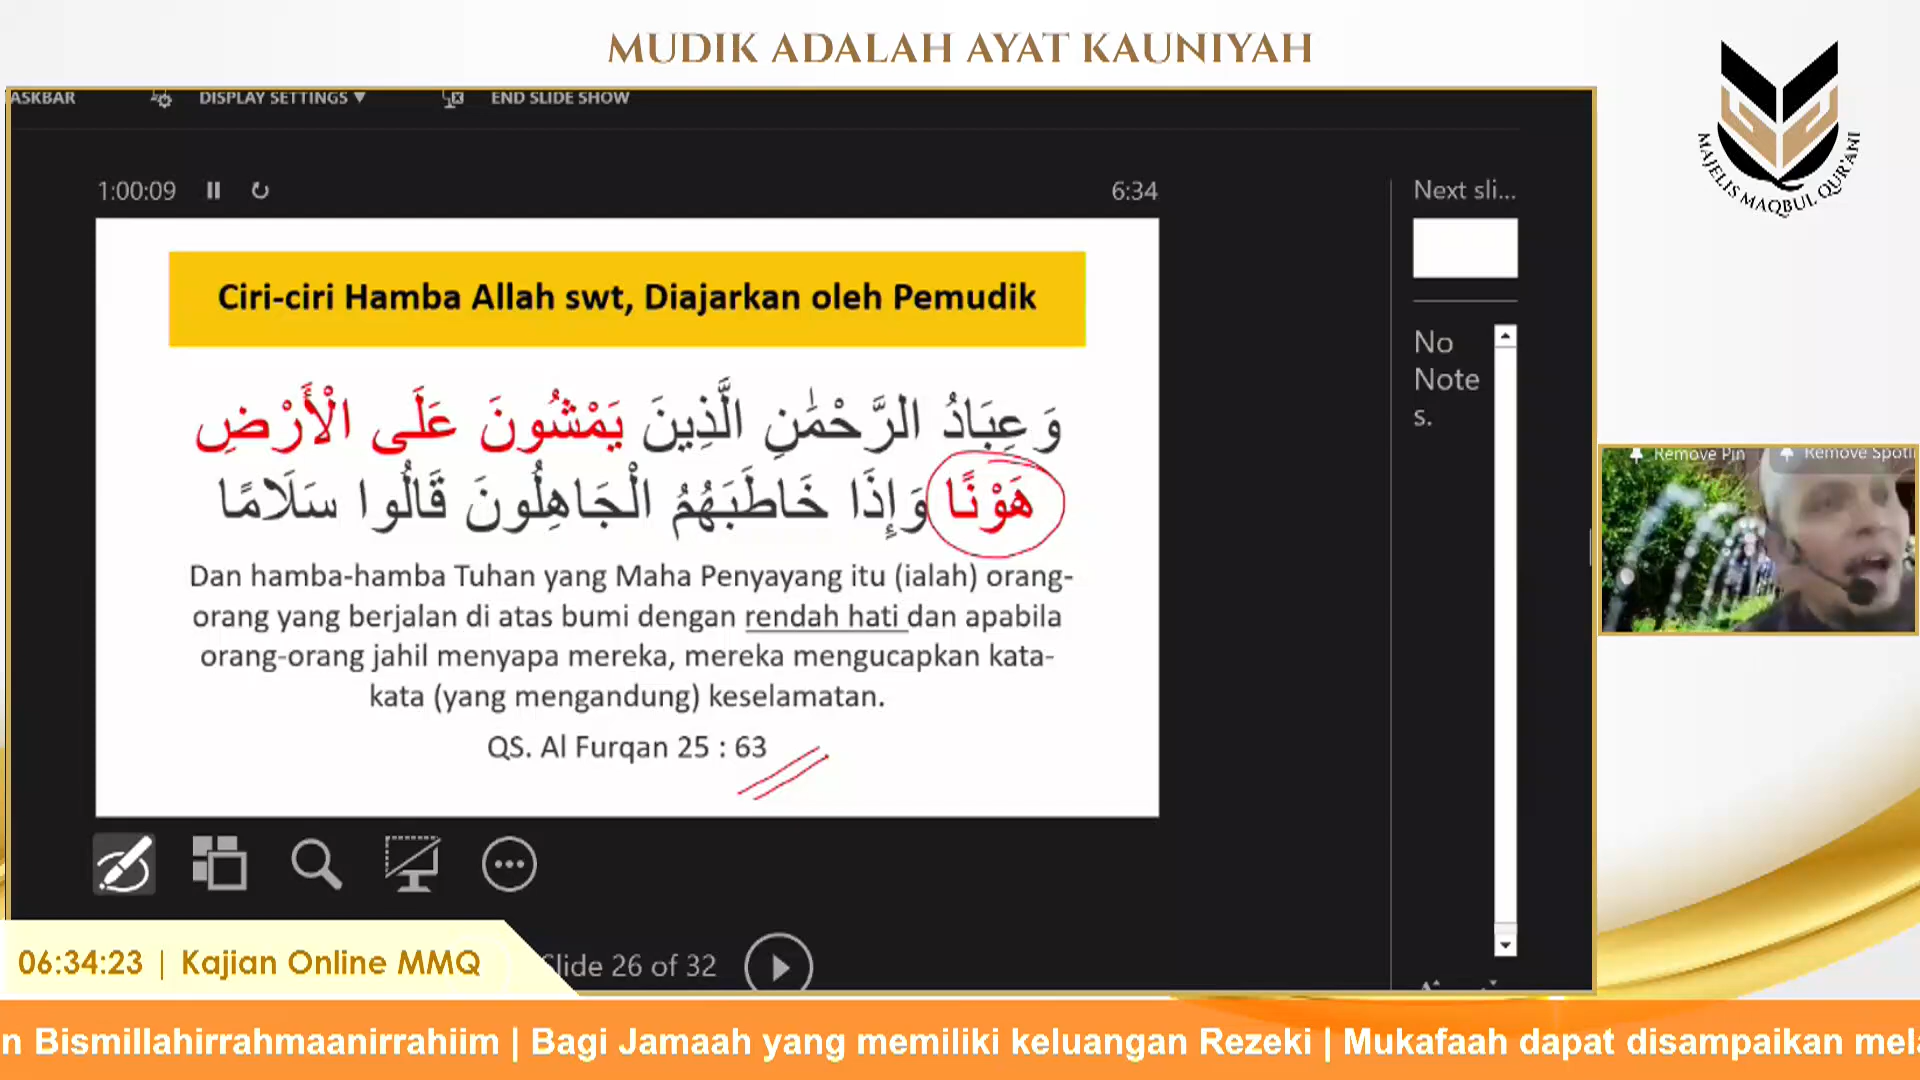 MUDIK ADALAH AYAT KAUNIYAH
MAJELIS MAQBUL QUR'ANI
ASKBAR
DISPLAY SETTINGS ▼
END SLIDE SHOW
1:00:09
6:34
Next sli...
Ciri-ciri Hamba Allah swt, Diajarkan oleh Pemudik
وَعِبَادُ الرَّحْمَٰنِ الَّذِينَ يَمْشُونَ عَلَى الْأَرْضِ
هَوْنًا وَإِذَا خَاطَبَهُمُ الْجَاهِلُونَ قَالُوا سَلَامًا
Dan hamba-hamba Tuhan yang Maha Penyayang itu (ialah) orang-
orang yang berjalan di atas bumi dengan rendah hati dan apabila
orang-orang jahil menyapa mereka, mereka mengucapkan kata-
kata (yang mengandung) keselamatan.
QS. Al Furqan 25 : 63
No
Note
s.
Remove Pin
Remove Spotl
Slide 26 of 32
06:34:23 | Kajian Online MMQ
n Bismillahirrahmaanirrahiim | Bagi Jamaah yang memiliki keluangan Rezeki | Mukafaah dapat disampaikan mela